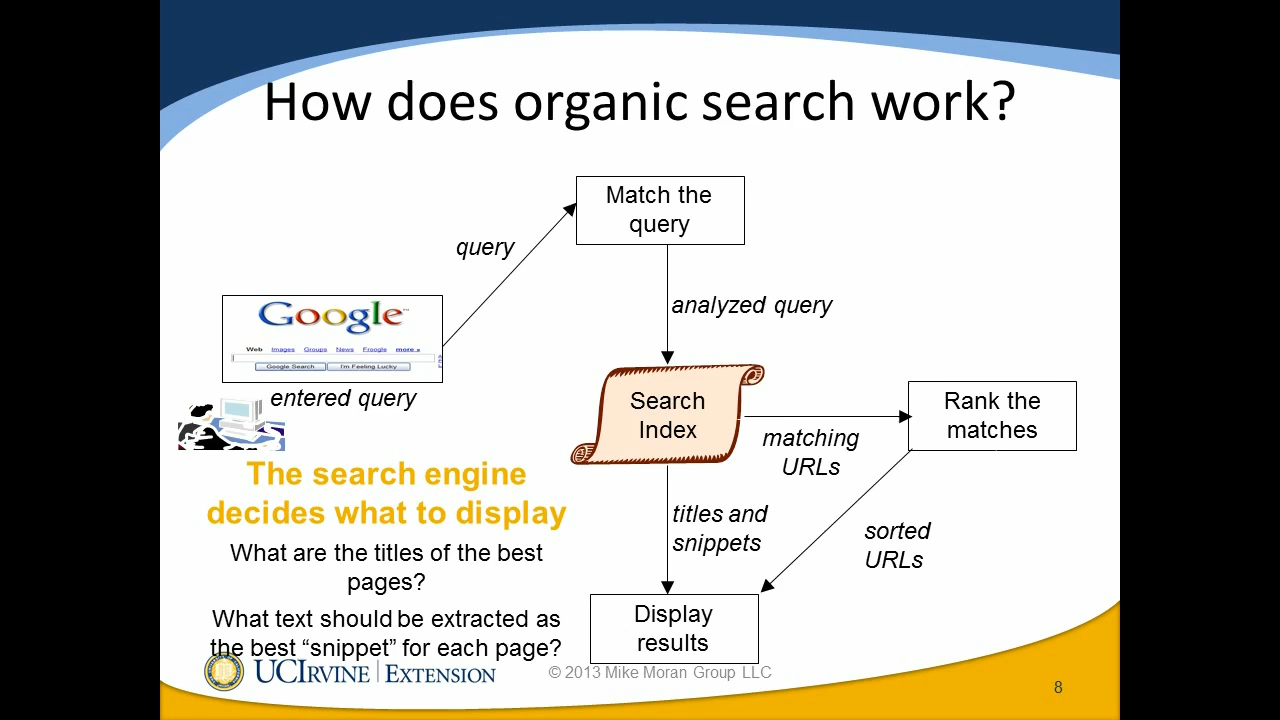 How does organic search work?
Match the
query
query
analyzed query
Google™
Web Images Groups News Froogle more »
Google Search I'm Feeling Lucky
entered query
Search
Index
matching
URLs
Rank the
matches
The search engine
decides what to display
What are the titles of the best
pages?
What text should be extracted as
the best “snippet” for each page?
titles and
snippets
sorted
URLs
Display
results
UCIRVINE | EXTENSION
© 2013 Mike Moran Group LLC
8